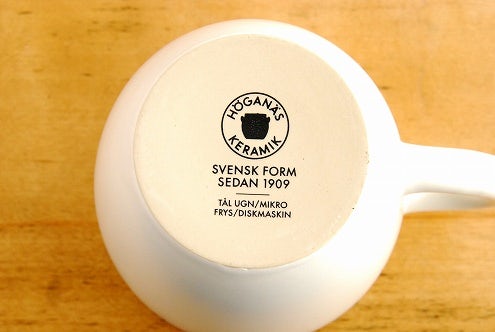 HÖGANÄS
KERAMIK
SVENSK FORM
SEDAN 1909
TÅL UGN/MIKRO
FRYS/DISKMASKIN